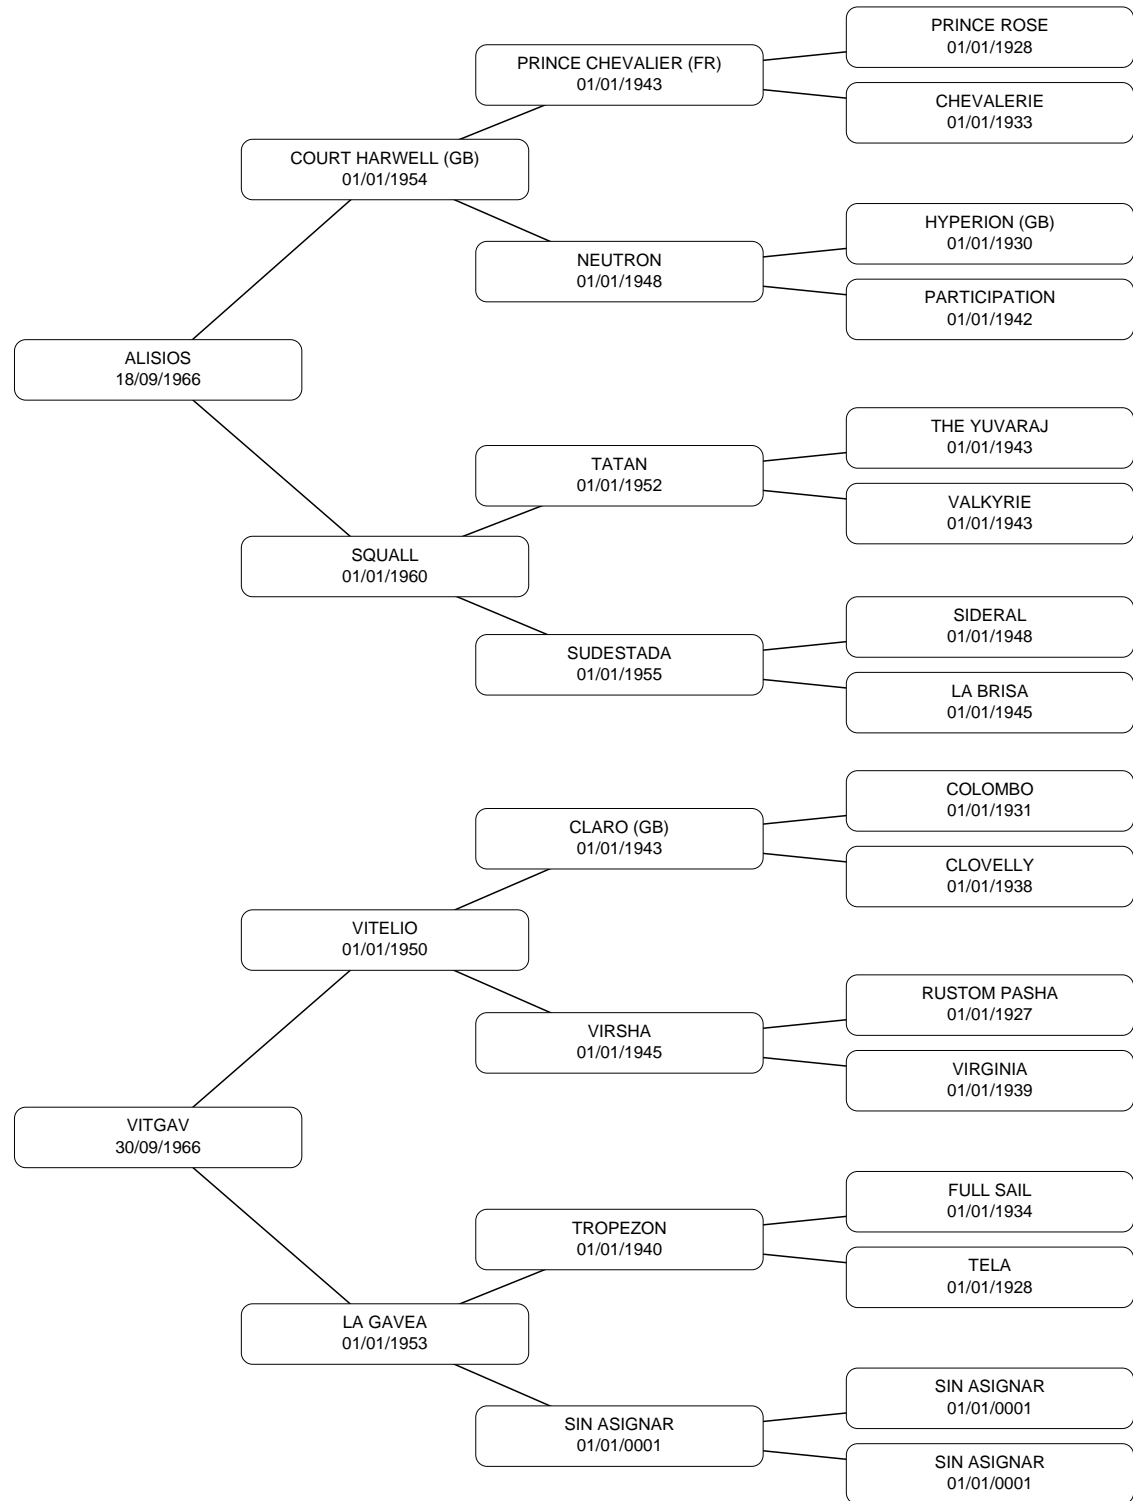 PRINCE ROSE
01/01/1928
PRINCE CHEVALIER (FR)
01/01/1943
CHEVALERIE
01/01/1933
COURT HARWELL (GB)
01/01/1954
HYPERION (GB)
01/01/1930
NEUTRON
01/01/1948
PARTICIPATION
01/01/1942
ALISIOS
18/09/1966
THE YUVARAJ
01/01/1943
TATAN
01/01/1952
VALKYRIE
01/01/1943
SQUALL
01/01/1960
SIDERAL
01/01/1948
SUDESTADA
01/01/1955
LA BRISA
01/01/1945
COLOMBO
01/01/1931
CLARO (GB)
01/01/1943
CLOVELLY
01/01/1938
VITELIO
01/01/1950
RUSTOM PASHA
01/01/1927
VIRSHA
01/01/1945
VIRGINIA
01/01/1939
VITGAV
30/09/1966
FULL SAIL
01/01/1934
TROPEZON
01/01/1940
TELA
01/01/1928
LA GAVEA
01/01/1953
SIN ASIGNAR
01/01/0001
SIN ASIGNAR
01/01/0001
SIN ASIGNAR
01/01/0001